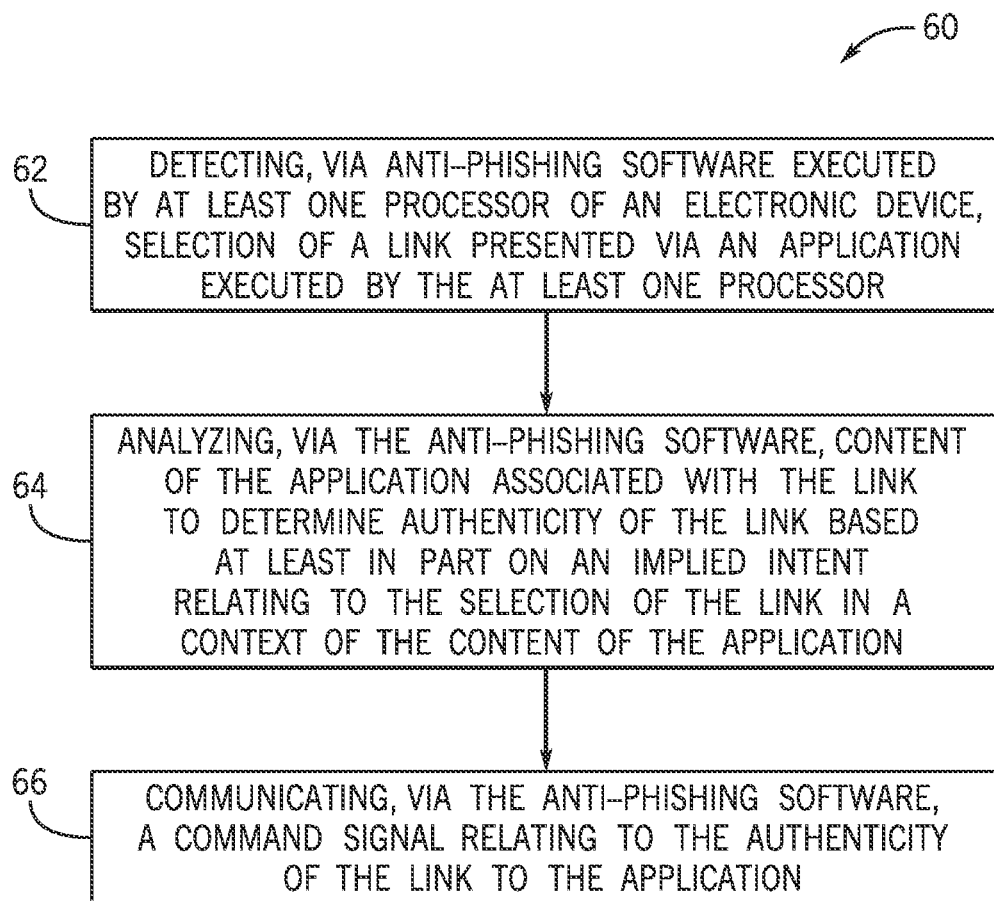 60
62
DETECTING, VIA ANTI-PHISHING SOFTWARE EXECUTED
BY AT LEAST ONE PROCESSOR OF AN ELECTRONIC DEVICE,
SELECTION OF A LINK PRESENTED VIA AN APPLICATION
EXECUTED BY THE AT LEAST ONE PROCESSOR
64
ANALYZING, VIA THE ANTI-PHISHING SOFTWARE, CONTENT
OF THE APPLICATION ASSOCIATED WITH THE LINK
TO DETERMINE AUTHENTICITY OF THE LINK BASED
AT LEAST IN PART ON AN IMPLIED INTENT
RELATING TO THE SELECTION OF THE LINK IN A
CONTEXT OF THE CONTENT OF THE APPLICATION
66
COMMUNICATING, VIA THE ANTI-PHISHING SOFTWARE,
A COMMAND SIGNAL RELATING TO THE AUTHENTICITY
OF THE LINK TO THE APPLICATION